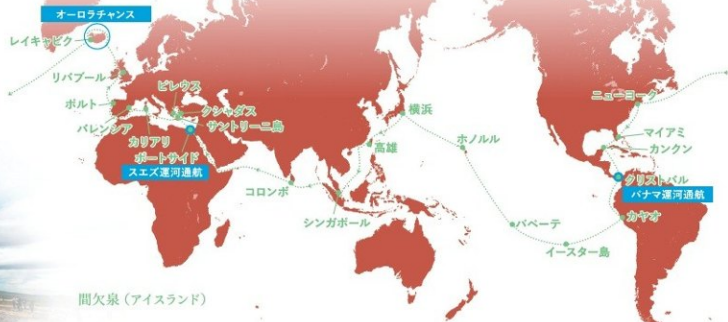 オーロラチャンス
レイキャビク
リバプール
ポルト
バレンシア
カリアリ
ピレウス
クシャダス
サントリーニ島
ポートサイド
スエズ運河通航
コロンボ
シンガポール
高雄
横浜
ホノルル
パペーテ
イースター島
ニューヨーク
マイアミ
カンクン
クリストバル
パナマ運河通航
カヤオ
間欠泉（アイスランド）